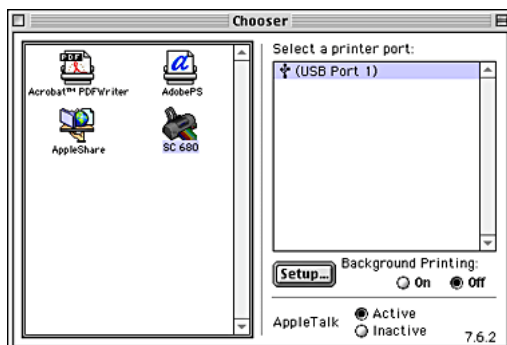 Chooser
PDF
Acrobat™ PDFWriter
a
AdobePS
AppleShare
SC 680
Select a printer port:
(USB Port 1)
Setup...
Background Printing:
On Off
AppleTalk
Active
Inactive
7.6.2